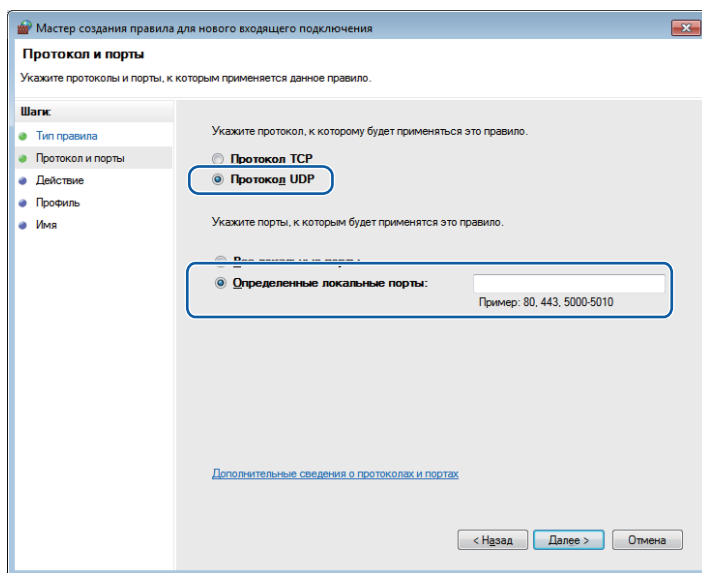 Мастер создания правила для нового входящего подключения
Протокол и порты
Укажите протоколы и порты, к которым применяется данное правило.
Шаги:
Тип правила
Протокол и порты
Действие
Профиль
Имя
Укажите протокол, к которому будет применяться это правило.
Протокол TCP
Протокол UDP
Укажите порты, к которым будет применятся это правило.
Определенные локальные порты:
Пример: 80, 443, 5000-5010
Дополнительные сведения о протоколах и портах
< Назад
Далее >
Отмена